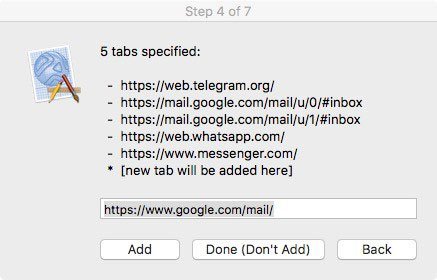 Step 4 of 7
5 tabs specified:
- https://web.telegram.org/
- https://mail.google.com/mail/u/0/#inbox
- https://mail.google.com/mail/u/1/#inbox
- https://web.whatsapp.com/
- https://www.messenger.com/
* [new tab will be added here]
https://www.google.com/mail/
Add Done (Don't Add) Back